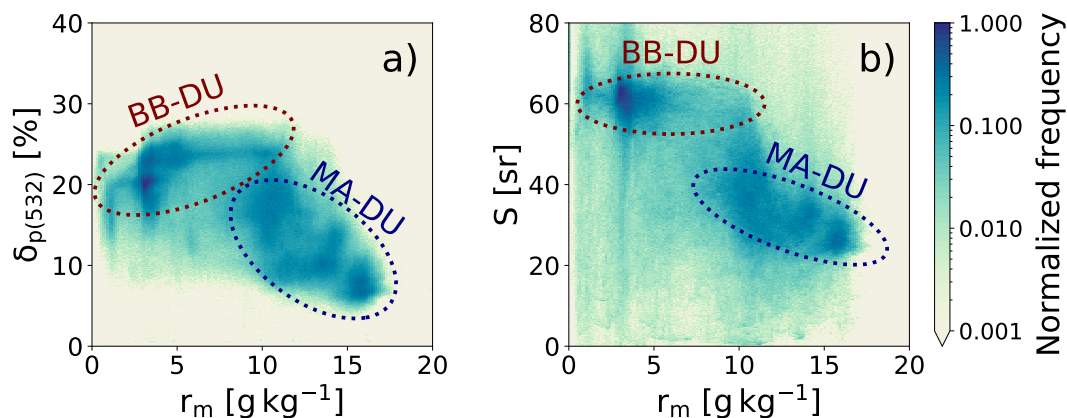 a)
BB-DU
MA-DU
δp(532) [%]
40
30
20
10
0
0
5
10
15
20
rm [g kg−1]
b)
BB-DU
MA-DU
S [sr]
80
60
40
20
0
0
5
10
15
20
rm [g kg−1]
1.000
0.100
0.010
0.001
Normalized frequency